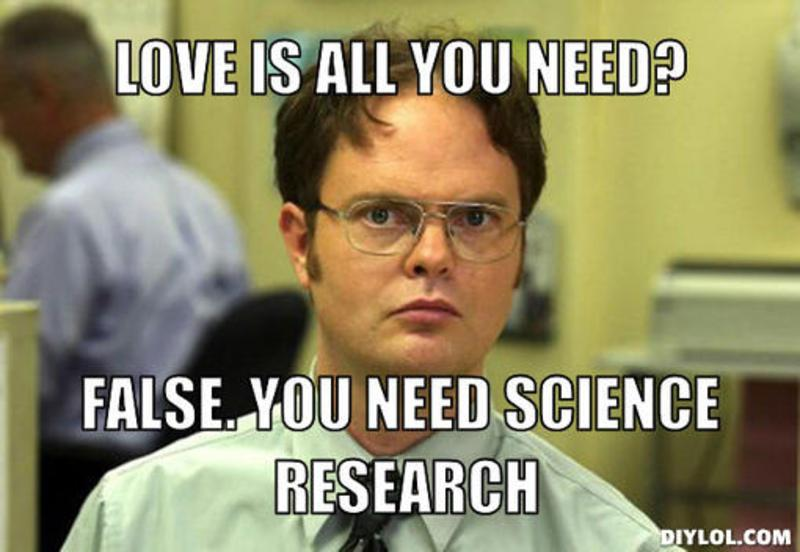 LOVE IS ALL YOU NEED?
FALSE. YOU NEED SCIENCE
RESEARCH
DIYLOL.COM